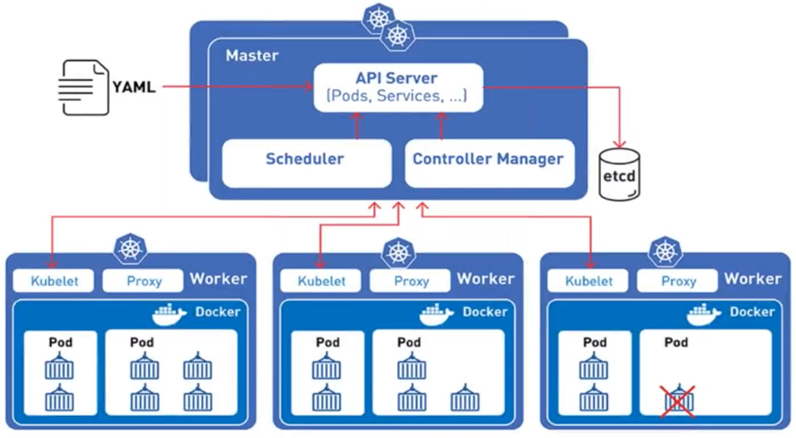 Master
YAML
API Server
(Pods, Services, ...)
Scheduler
Controller Manager
etcd
Kubelet
Proxy
Worker
Docker
Pod
Pod
Kubelet
Proxy
Worker
Docker
Pod
Pod
Kubelet
Proxy
Worker
Docker
Pod
Pod